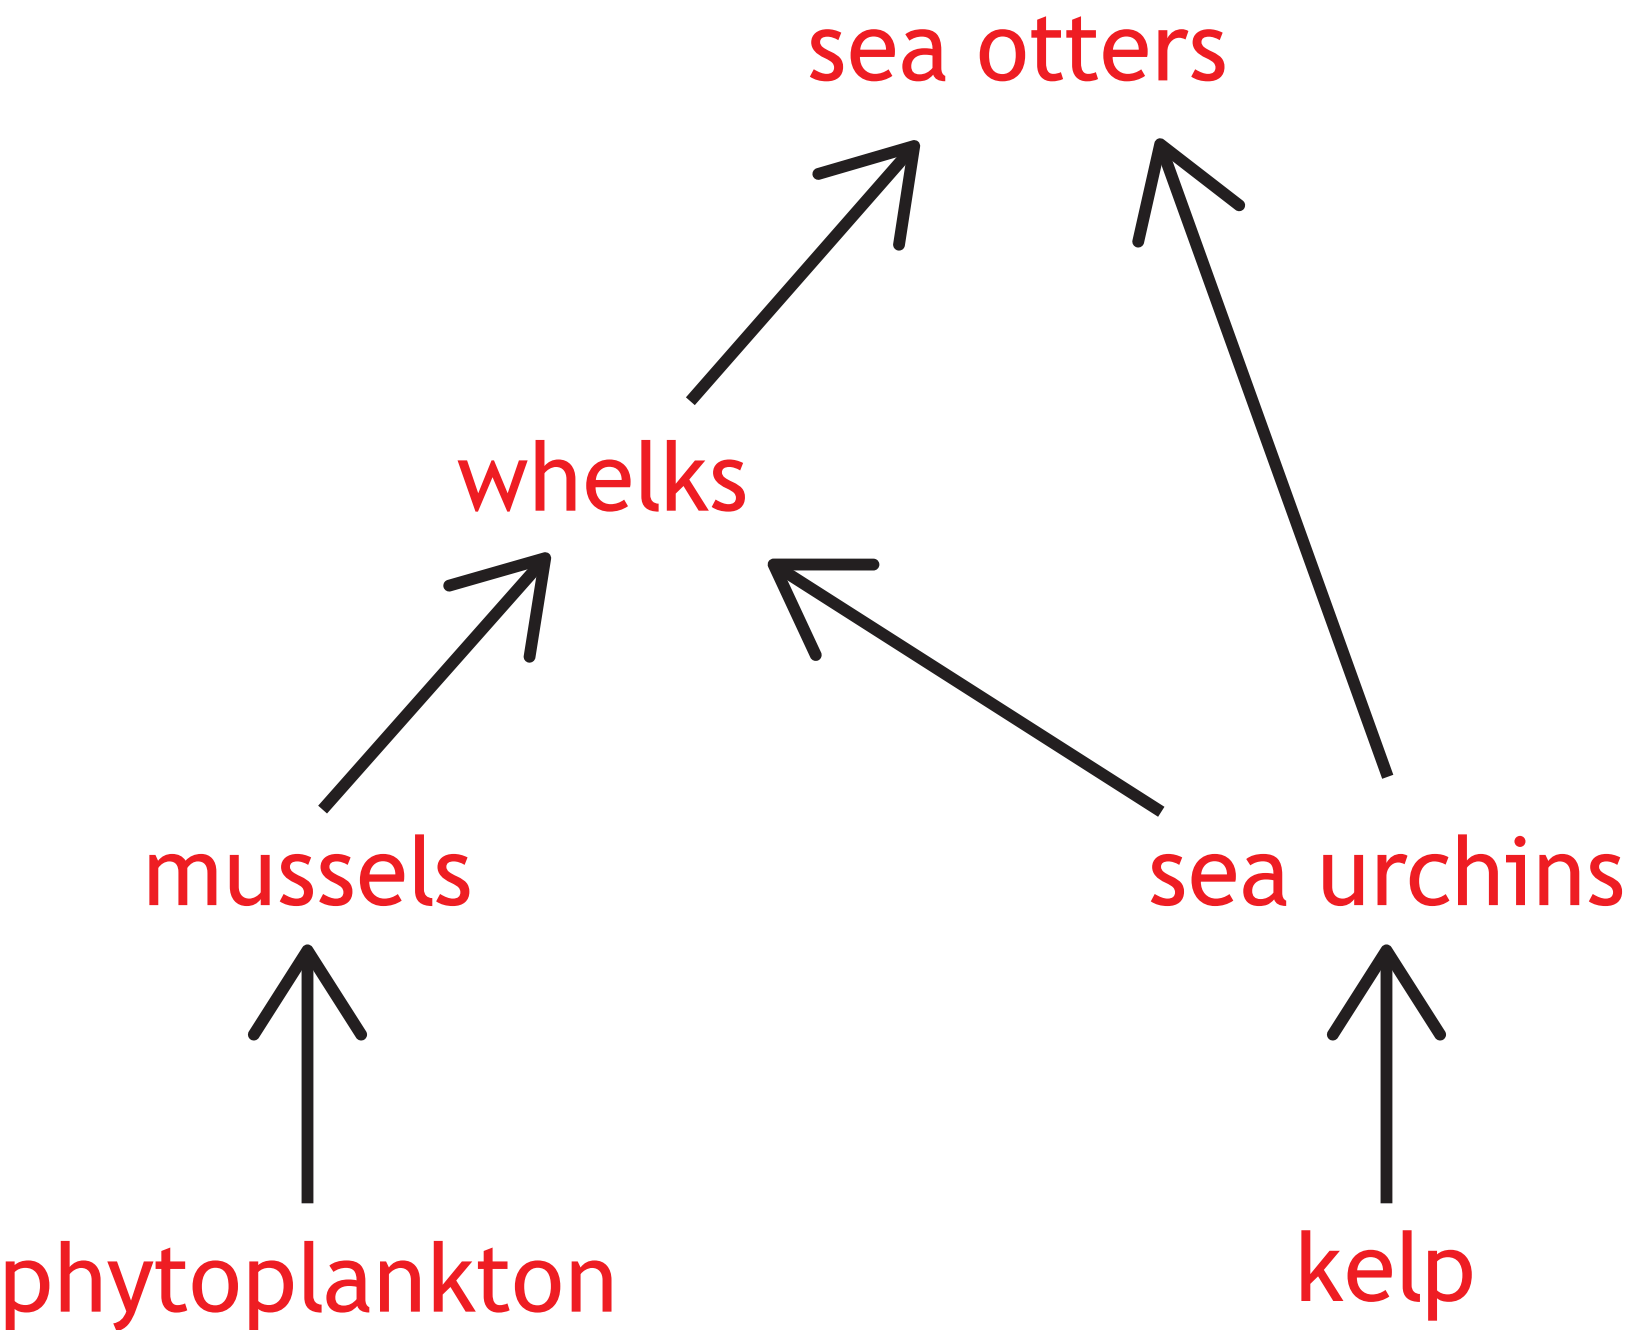 sea otters
whelks
mussels
sea urchins
phytoplankton
kelp